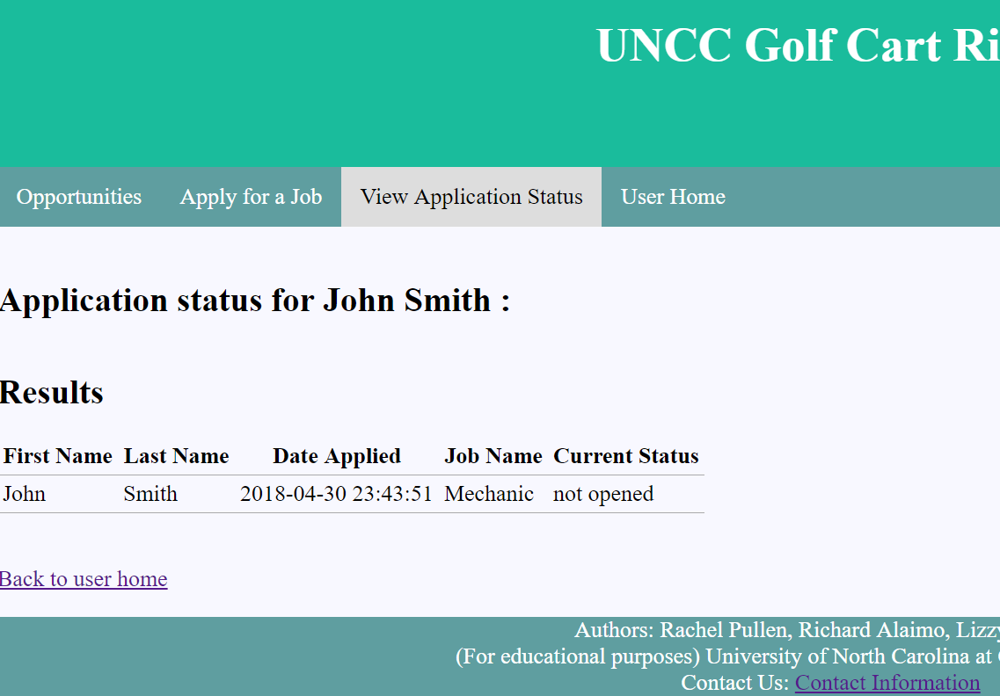 UNCC Golf Cart
Opportunities Apply for a Job View Application Status User Home
Application status for John Smith :
Results
First Name Last Name Date Applied Job Name Current Status
John Smith 2018-04-30 23:43:51 Mechanic not opened
Back to user home
Authors: Rachel Pullen, Richard Alaimo,
(For educational purposes) University of North Carolina at
Contact Us: Contact Information